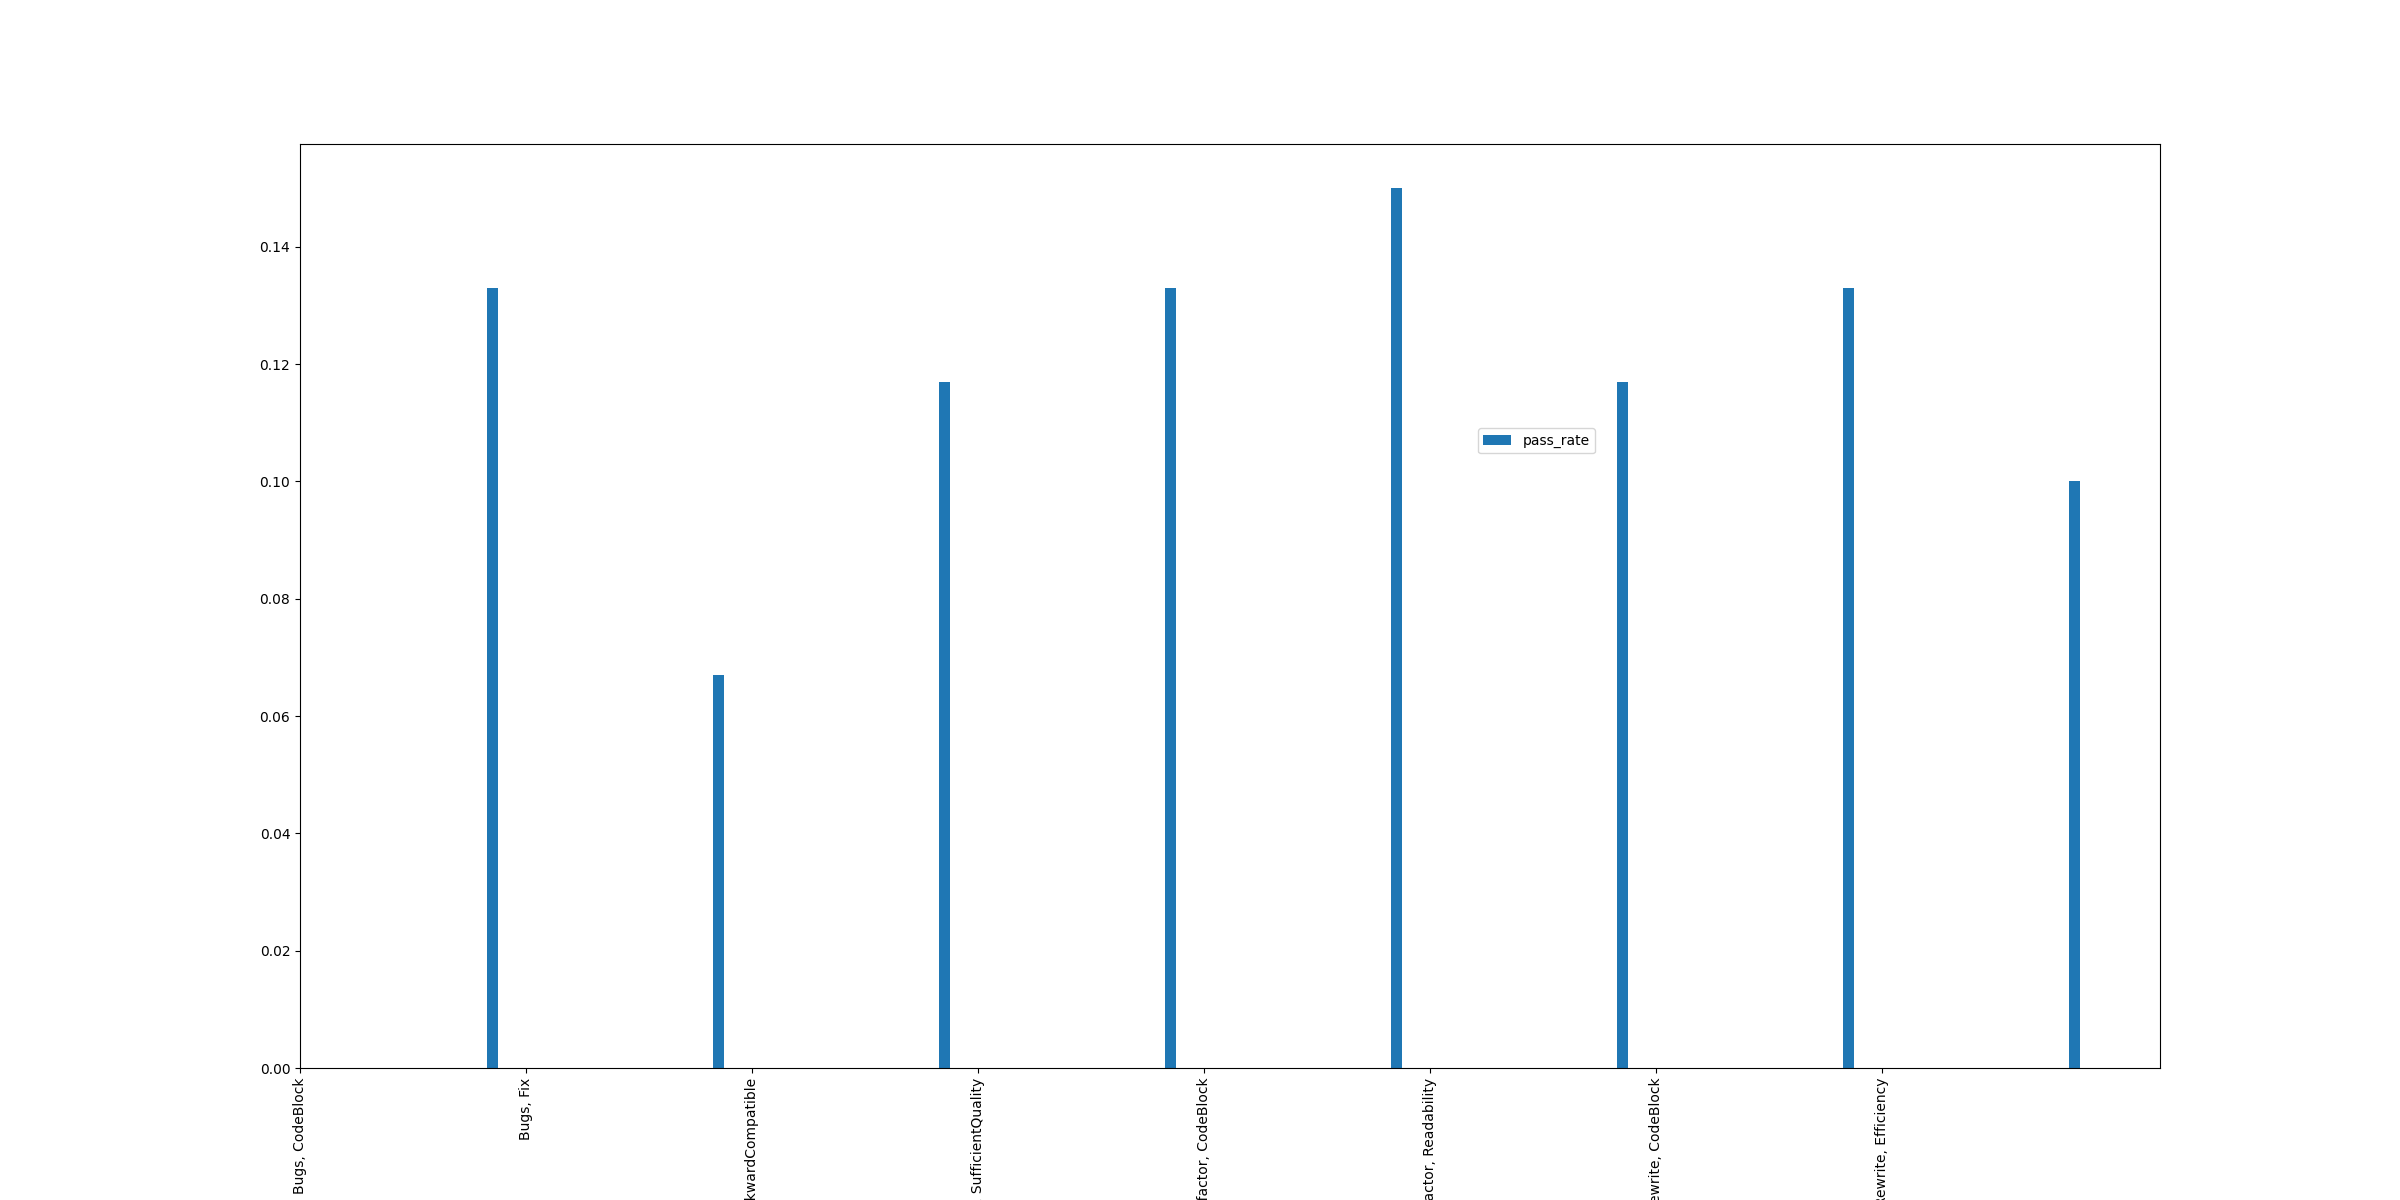 0.14
0.12
0.10
0.08
0.06
0.04
0.02
0.00
pass_rate
Bugs, CodeBlock
Bugs, Fix
kwardCompatible
SufficientQuality
factor, CodeBlock
actor, Readability
ewrite, CodeBlock
ewrite, Efficiency